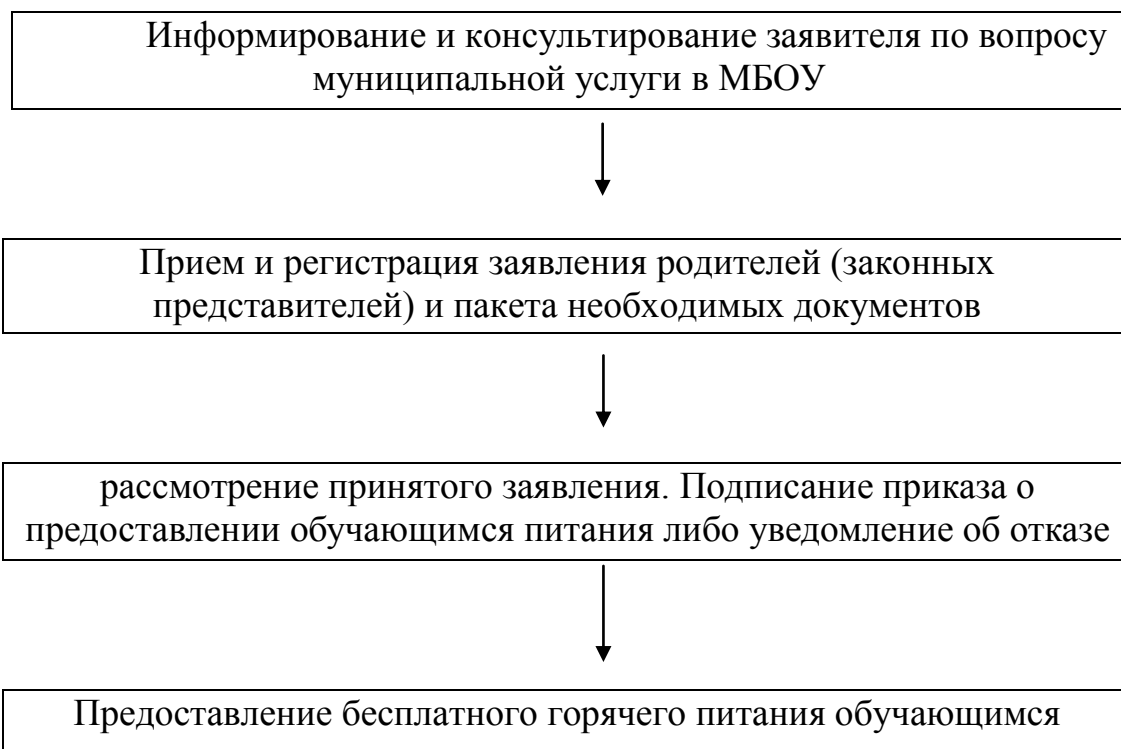 Информирование и консультирование заявителя по вопросу
муниципальной услуги в МБОУ
Прием и регистрация заявления родителей (законных
представителей) и пакета необходимых документов
рассмотрение принятого заявления. Подписание приказа о
предоставлении обучающимся питания либо уведомление об отказе
Предоставление бесплатного горячего питания обучающимся